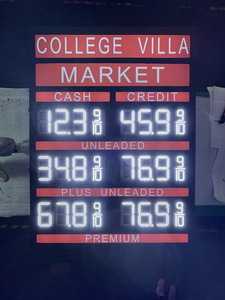 COLLEGE VILLA
MARKET
CASH CREDIT
12.3 9/10 45.9 9/10
UNLEADED
34.8 9/10 76.9 9/10
PLUS UNLEADED
67.8 9/10 76.9 9/10
PREMIUM